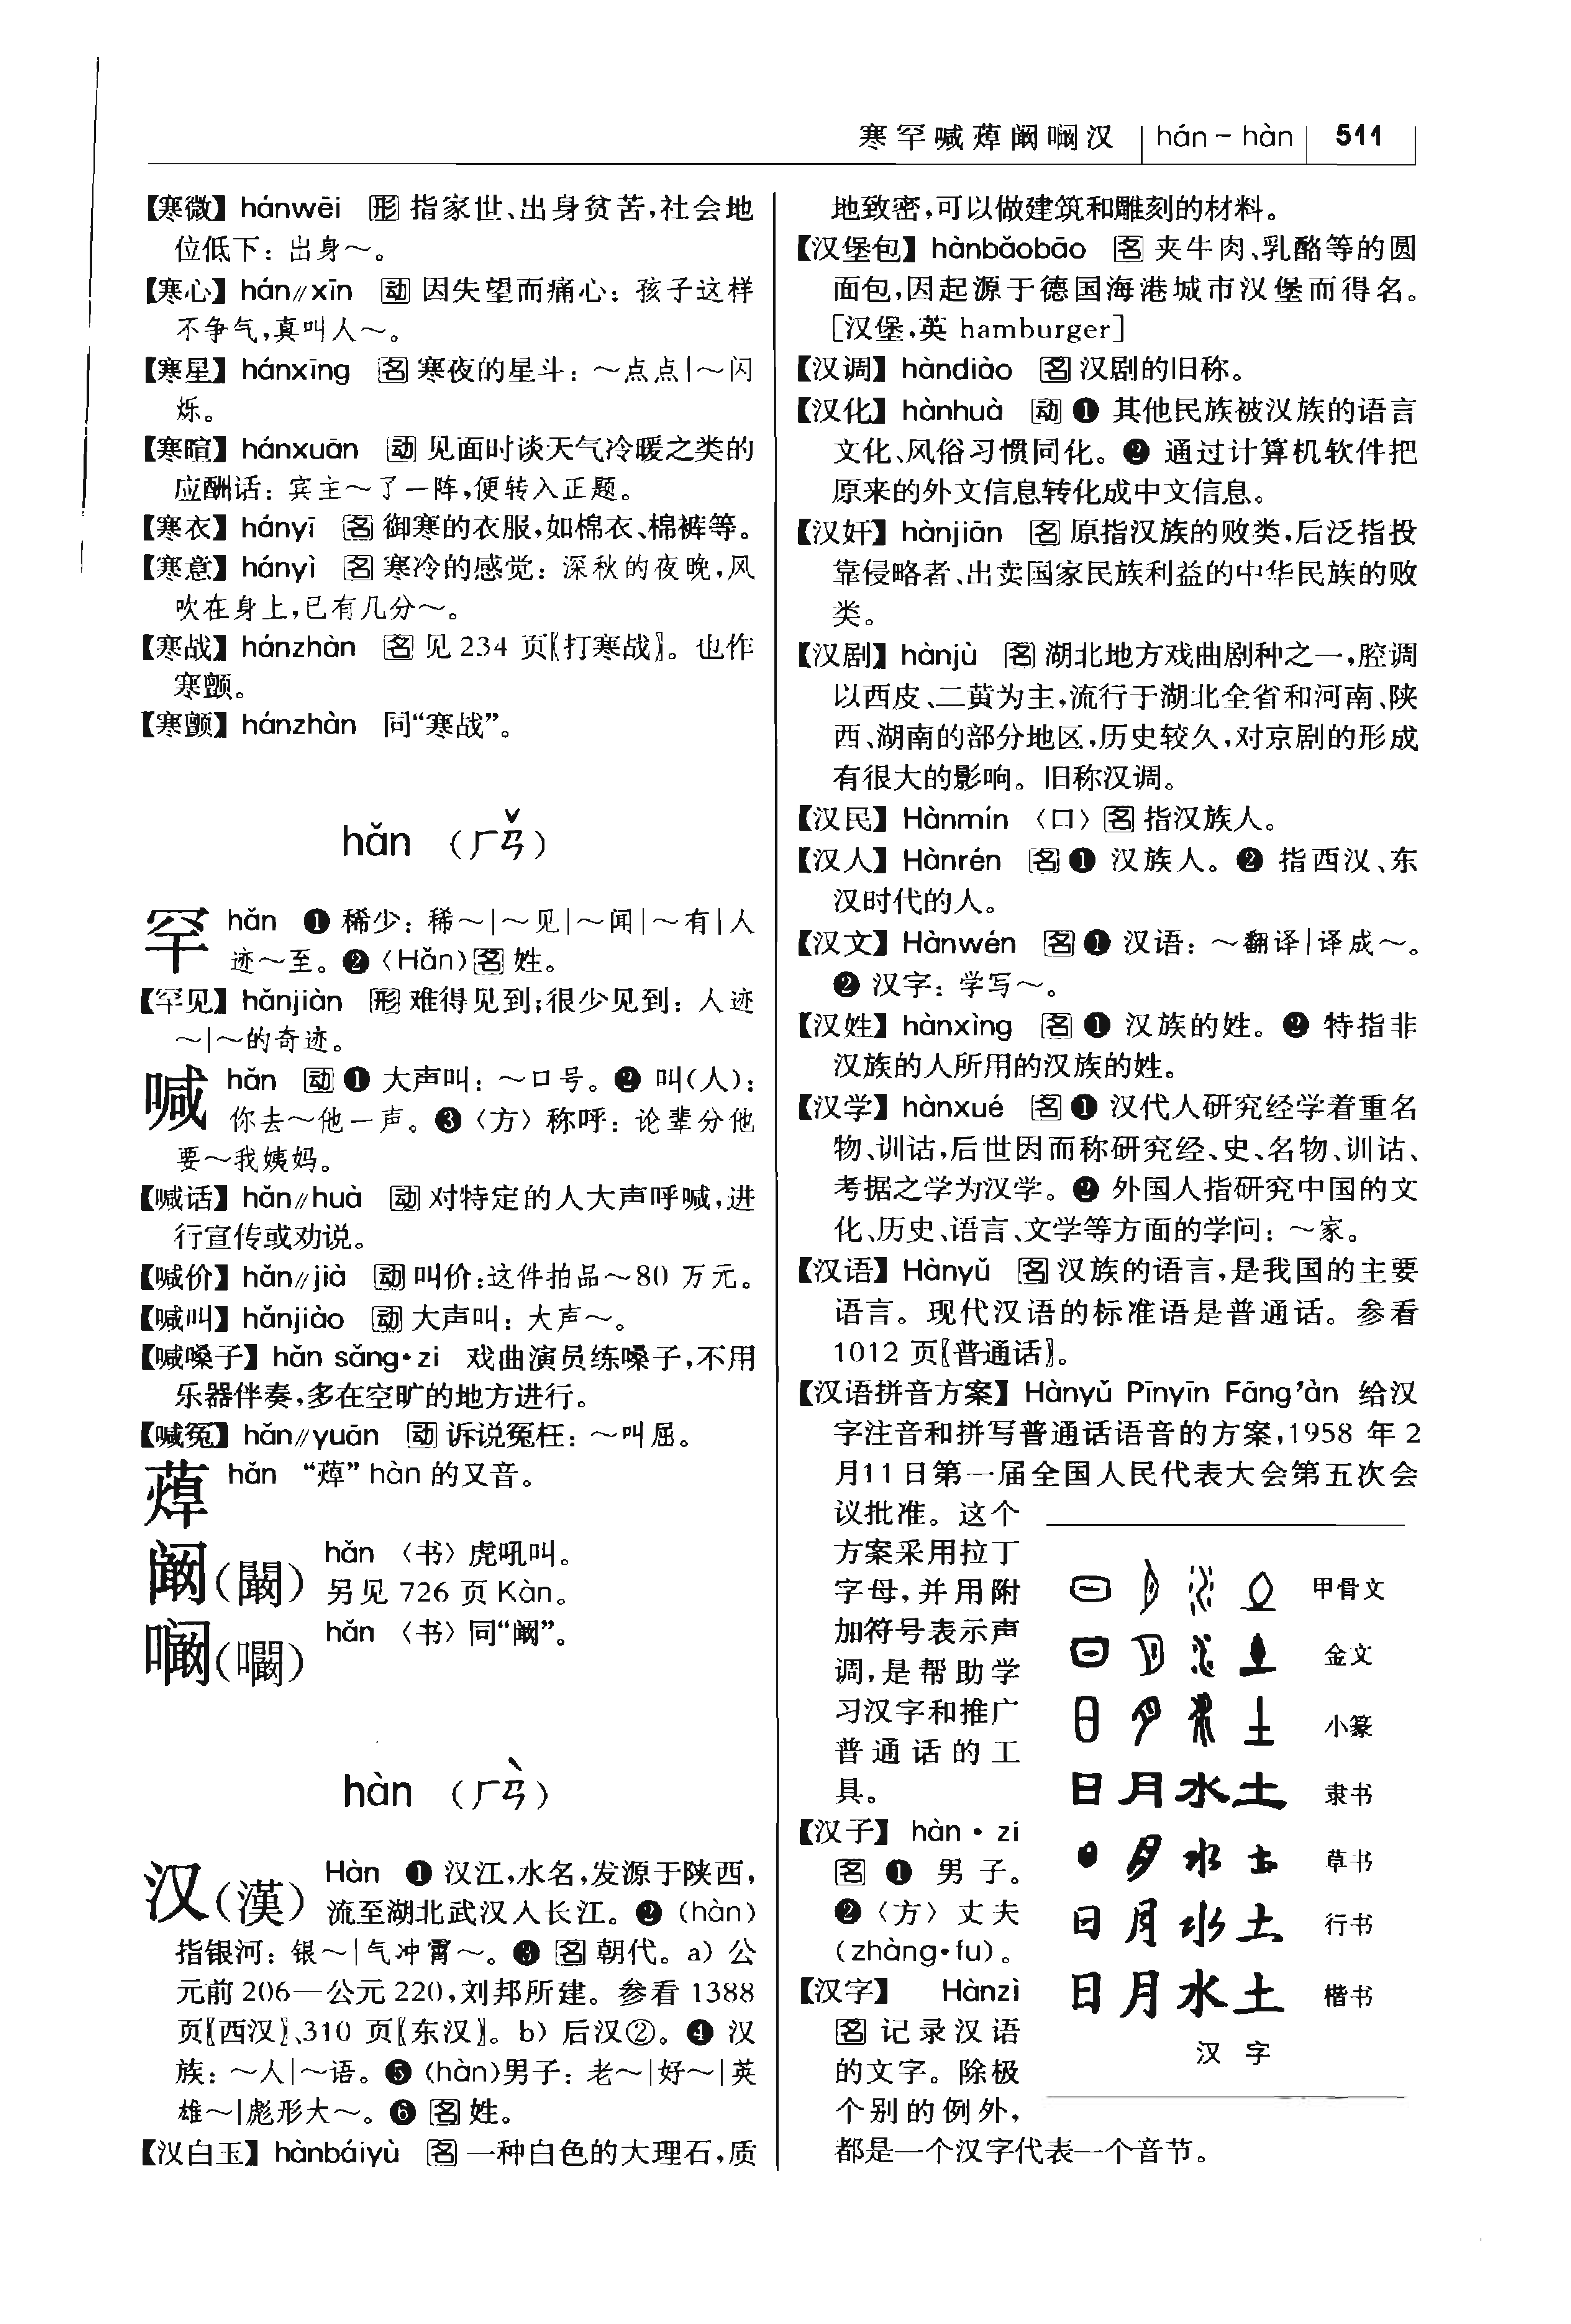 寒罕喊蔊阚㘚汉 hán－hàn 511
【寒微】hánwēi 形 指家世、出身贫苦,社会地
位低下：出身～。
【寒心】hán∥xīn 动 因失望而痛心：孩子这样
不争气,真叫人～。
【寒星】hánxīng 名 寒夜的星斗：～点点|～闪
烁。
【寒暄】hánxuān 动 见面时谈天气冷暖之类的
应酬话：宾主～了一阵,便转入正题。
【寒衣】hányī 名 御寒的衣服,如棉衣、棉裤等。
【寒意】hányì 名 寒冷的感觉：深秋的夜晚,风
吹在身上,已有几分～。
【寒战】hánzhàn 名 见 234 页〖打寒战〗。也作
寒颤。
【寒颤】hánzhàn 同“寒战”。
hǎn （ㄏㄢˇ）
罕 hǎn ❶ 稀少：稀～|～见|～闻|～有|人
迹～至。❷（Hǎn）名 姓。
【罕见】hǎnjiàn 形 难得见到;很少见到：人迹
～|～的奇迹。
喊 hǎn 动 ❶ 大声叫：～口号。❷ 叫(人)：
你去～他一声。❸〈方〉称呼：论辈分他
要～我姨妈。
【喊话】hǎn∥huà 动 对特定的人大声呼喊,进
行宣传或劝说。
【喊价】hǎn∥jià 动 叫价:这件拍品～80 万元。
【喊叫】hǎnjiào 动 大声叫：大声～。
【喊嗓子】hǎn sǎng·zi 戏曲演员练嗓子,不用
乐器伴奏,多在空旷的地方进行。
【喊冤】hǎn∥yuān 动 诉说冤枉：～叫屈。
蔊 hǎn “蔊”hàn 的又音。
阚（闞） hǎn 〈书〉虎吼叫。
另见 726 页 Kàn。
㘚（㘚） hǎn 〈书〉同“阚”。
hàn （ㄏㄢˋ）
汉（漢） Hàn ❶ 汉江,水名,发源于陕西,
流至湖北武汉入长江。❷（hàn）
指银河：银～|气冲霄～。❸ 名 朝代。a）公
元前 206—公元 220,刘邦所建。参看 1388
页〖西汉〗、310 页〖东汉〗。b）后汉②。❹ 汉
族：～人|～语。❺ (hàn)男子：老～|好～|英
雄～|彪形大～。❻ 名 姓。
【汉白玉】hànbáiyù 名 一种白色的大理石,质
地致密,可以做建筑和雕刻的材料。
【汉堡包】hànbǎobāo 名 夹牛肉、乳酪等的圆
面包,因起源于德国海港城市汉堡而得名。
［汉堡,英 hamburger］
【汉调】hàndiào 名 汉剧的旧称。
【汉化】hànhuà 动 ❶ 其他民族被汉族的语言
文化、风俗习惯同化。❷ 通过计算机软件把
原来的外文信息转化成中文信息。
【汉奸】hànjiān 名 原指汉族的败类,后泛指投
靠侵略者、出卖国家民族利益的中华民族的败
类。
【汉剧】hànjù 名 湖北地方戏曲剧种之一,腔调
以西皮、二黄为主,流行于湖北全省和河南、陕
西、湖南的部分地区,历史较久,对京剧的形成
有很大的影响。旧称汉调。
【汉民】Hànmín 〈口〉名 指汉族人。
【汉人】Hànrén 名 ❶ 汉族人。❷ 指西汉、东
汉时代的人。
【汉文】Hànwén 名 ❶ 汉语：～翻译|译成～。
❷ 汉字：学写～。
【汉姓】hànxìng 名 ❶ 汉族的姓。❷ 特指非
汉族的人所用的汉族的姓。
【汉学】hànxué 名 ❶ 汉代人研究经学着重名
物、训诂,后世因而称研究经、史、名物、训诂、
考据之学为汉学。❷ 外国人指研究中国的文
化、历史、语言、文学等方面的学问：～家。
【汉语】Hànyǔ 名 汉族的语言,是我国的主要
语言。现代汉语的标准语是普通话。参看
1012 页〖普通话〗。
【汉语拼音方案】Hànyǔ Pīnyīn Fāng’àn 给汉
字注音和拼写普通话语音的方案,1958 年 2
月11 日第一届全国人民代表大会第五次会
议批准。这个
方案采用拉丁
字母,并用附
加符号表示声
调,是帮助学
习汉字和推广
普通话的工
具。
【汉子】hàn·zi
名 ❶ 男子。
❷〈方〉丈夫
（zhàng·fu）。
【汉字】 Hànzì
名 记录汉语
的文字。除极
个别的例外,
都是一个汉字代表一个音节。
日月水土 甲骨文
日月水土 金文
日月水土 小篆
日月水土 隶书
日月水土 草书
日月水土 行书
日月水土 楷书
汉 字